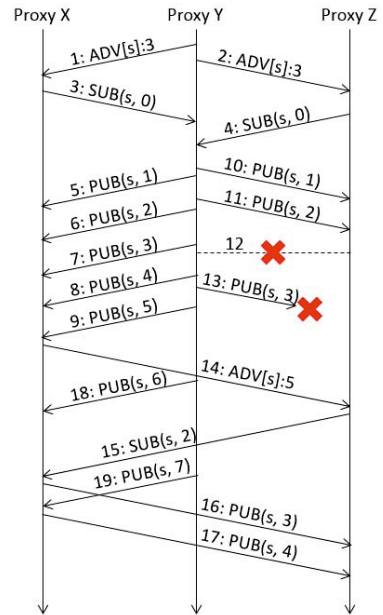 Proxy X Proxy Y Proxy Z
1: ADV[s]:3
2: ADV[s]:3
3: SUB(s, 0)
4: SUB(s, 0)
5: PUB(s, 1)
10: PUB(s, 1)
6: PUB(s, 2)
11: PUB(s, 2)
7: PUB(s, 3)
12
8: PUB(s, 4)
13: PUB(s, 3)
9: PUB(s, 5)
14: ADV[s]:5
18: PUB(s, 6)
15: SUB(s, 2)
19: PUB(s, 7)
16: PUB(s, 3)
17: PUB(s, 4)